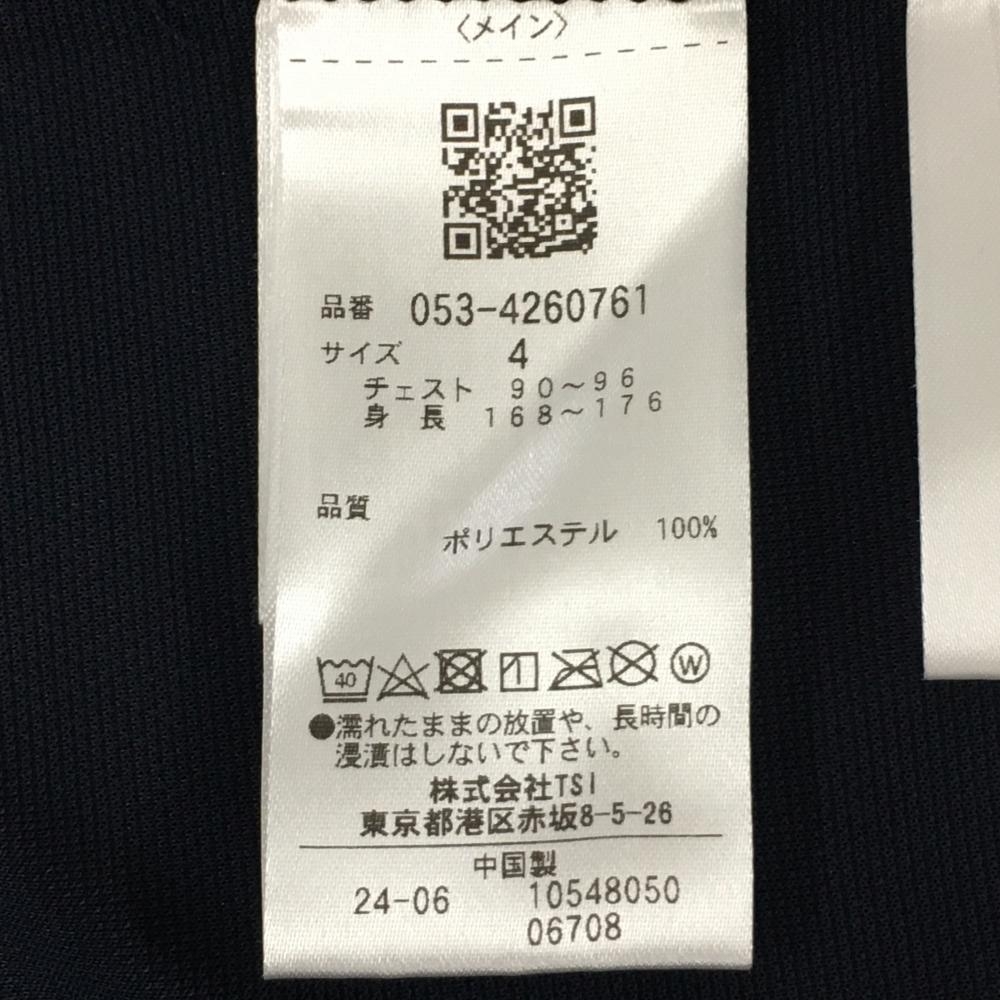 〈メイン〉
品番 053-4260761
サイズ 4
チェスト 90〜96
身 長 168〜176
品質
ポリエステル 100%
40 W
●濡れたままの放置や、長時間の
浸漬はしないで下さい。
株式会社TSI
東京都港区赤坂8-5-26
中国製
24-06 10548050
06708